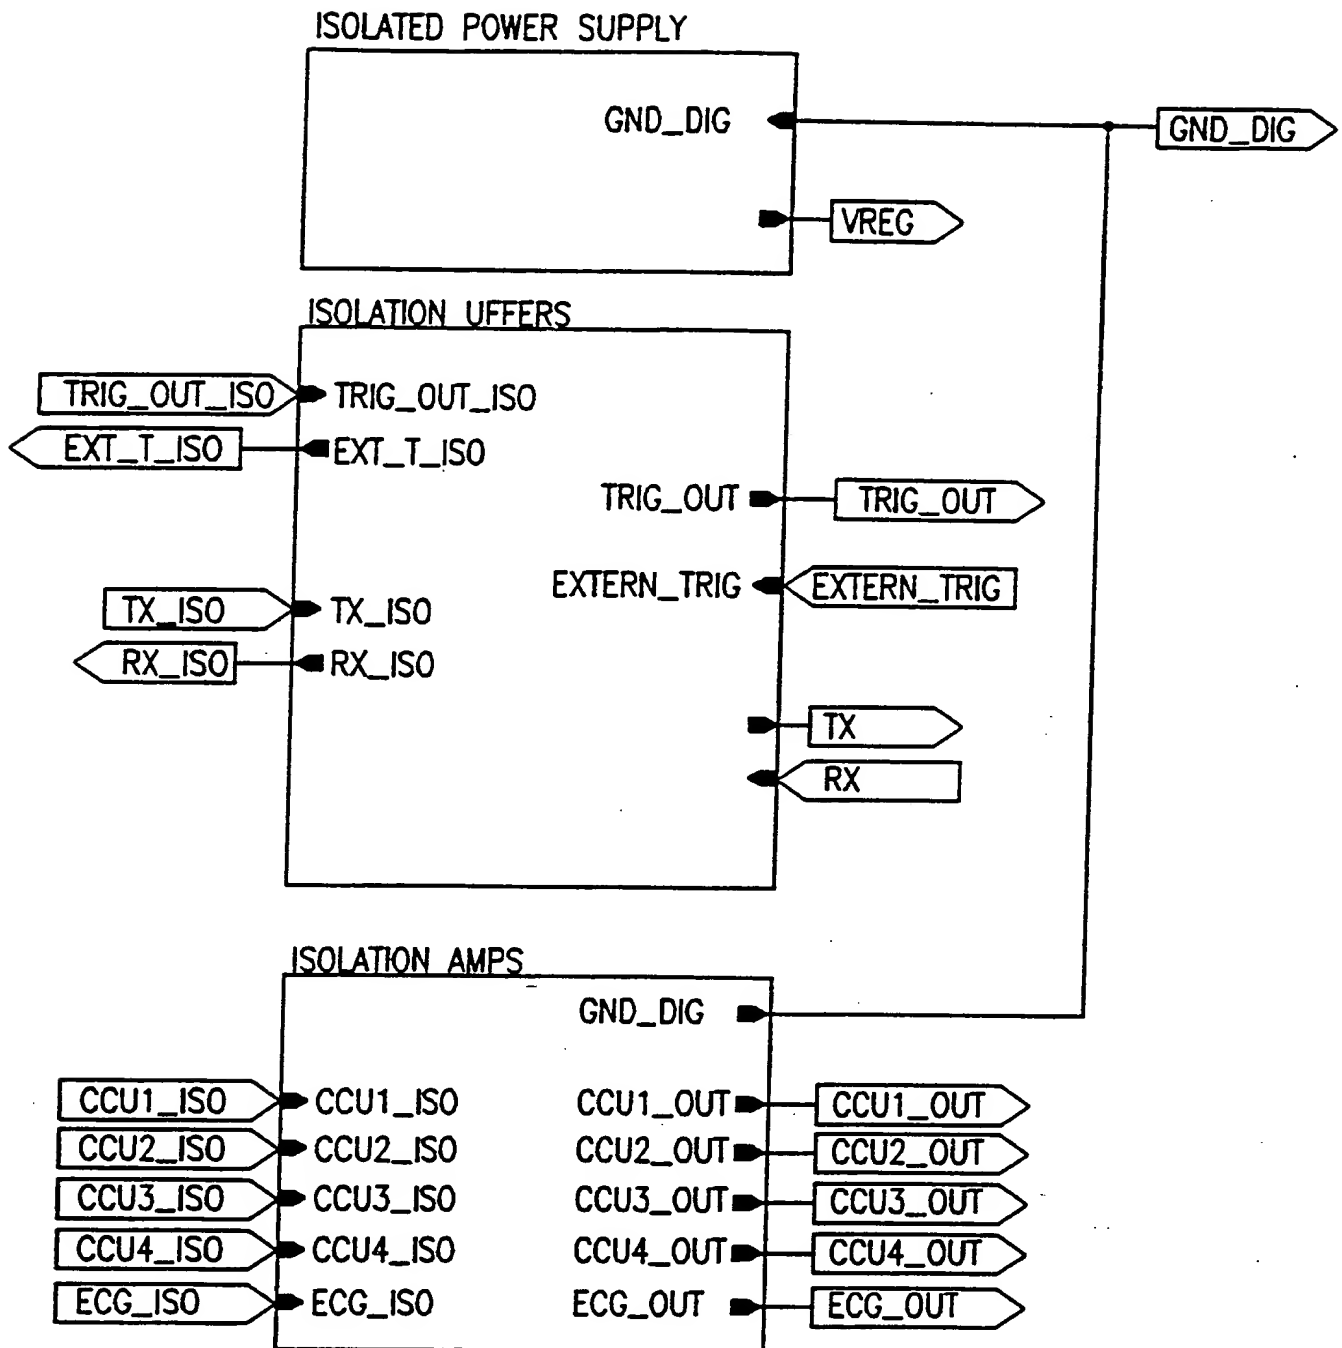 ISOLATED POWER SUPPLY
GND_DIG
GND_DIG
VREG
ISOLATION UFFERS
TRIG_OUT_ISO
TRIG_OUT_ISO
EXT_T_ISO
EXT_T_ISO
TRIG_OUT
TRIG_OUT
EXTERN_TRIG
EXTERN_TRIG
TX_ISO
TX_ISO
RX_ISO
RX_ISO
TX
RX
ISOLATION AMPS
GND_DIG
CCU1_ISO
CCU1_ISO
CCU1_OUT
CCU1_OUT
CCU2_ISO
CCU2_ISO
CCU2_OUT
CCU2_OUT
CCU3_ISO
CCU3_ISO
CCU3_OUT
CCU3_OUT
CCU4_ISO
CCU4_ISO
CCU4_OUT
CCU4_OUT
ECG_ISO
ECG_ISO
ECG_OUT
ECG_OUT